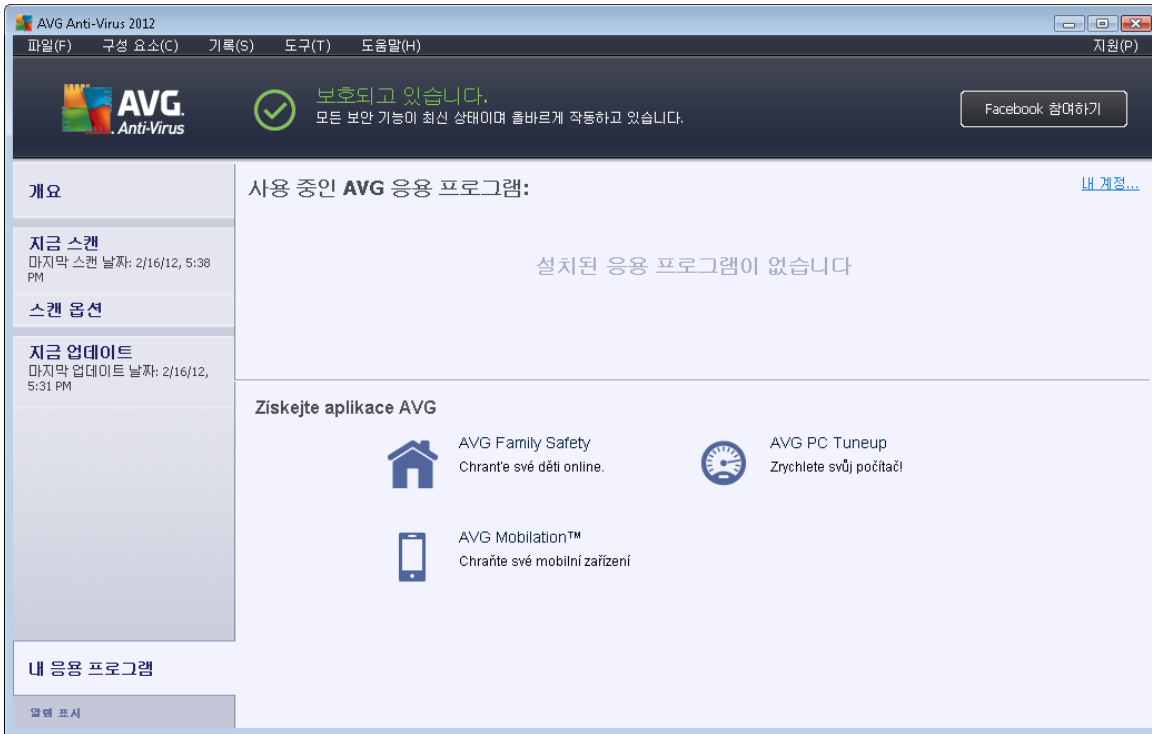 AVG Anti-Virus 2012
파일(F) 구성 요소(C) 기록(S) 도구(T) 도움말(H) 지원(P)
AVG.
Anti-Virus
보호되고 있습니다.
모든 보안 기능이 최신 상태이며 올바르게 작동하고 있습니다.
Facebook 참여하기
개요
지금 스캔
마지막 스캔 날짜: 2/16/12, 5:38
PM
스캔 옵션
지금 업데이트
마지막 업데이트 날짜: 2/16/12,
5:31 PM
내 응용 프로그램
알림 표시
사용 중인 AVG 응용 프로그램:
내 계정...
설치된 응용 프로그램이 없습니다
Získejte aplikace AVG
AVG Family Safety
Chraňte své děti online.
AVG PC Tuneup
Zrychlete svůj počítač!
AVG Mobilation™
Chraňte své mobilní zařízení